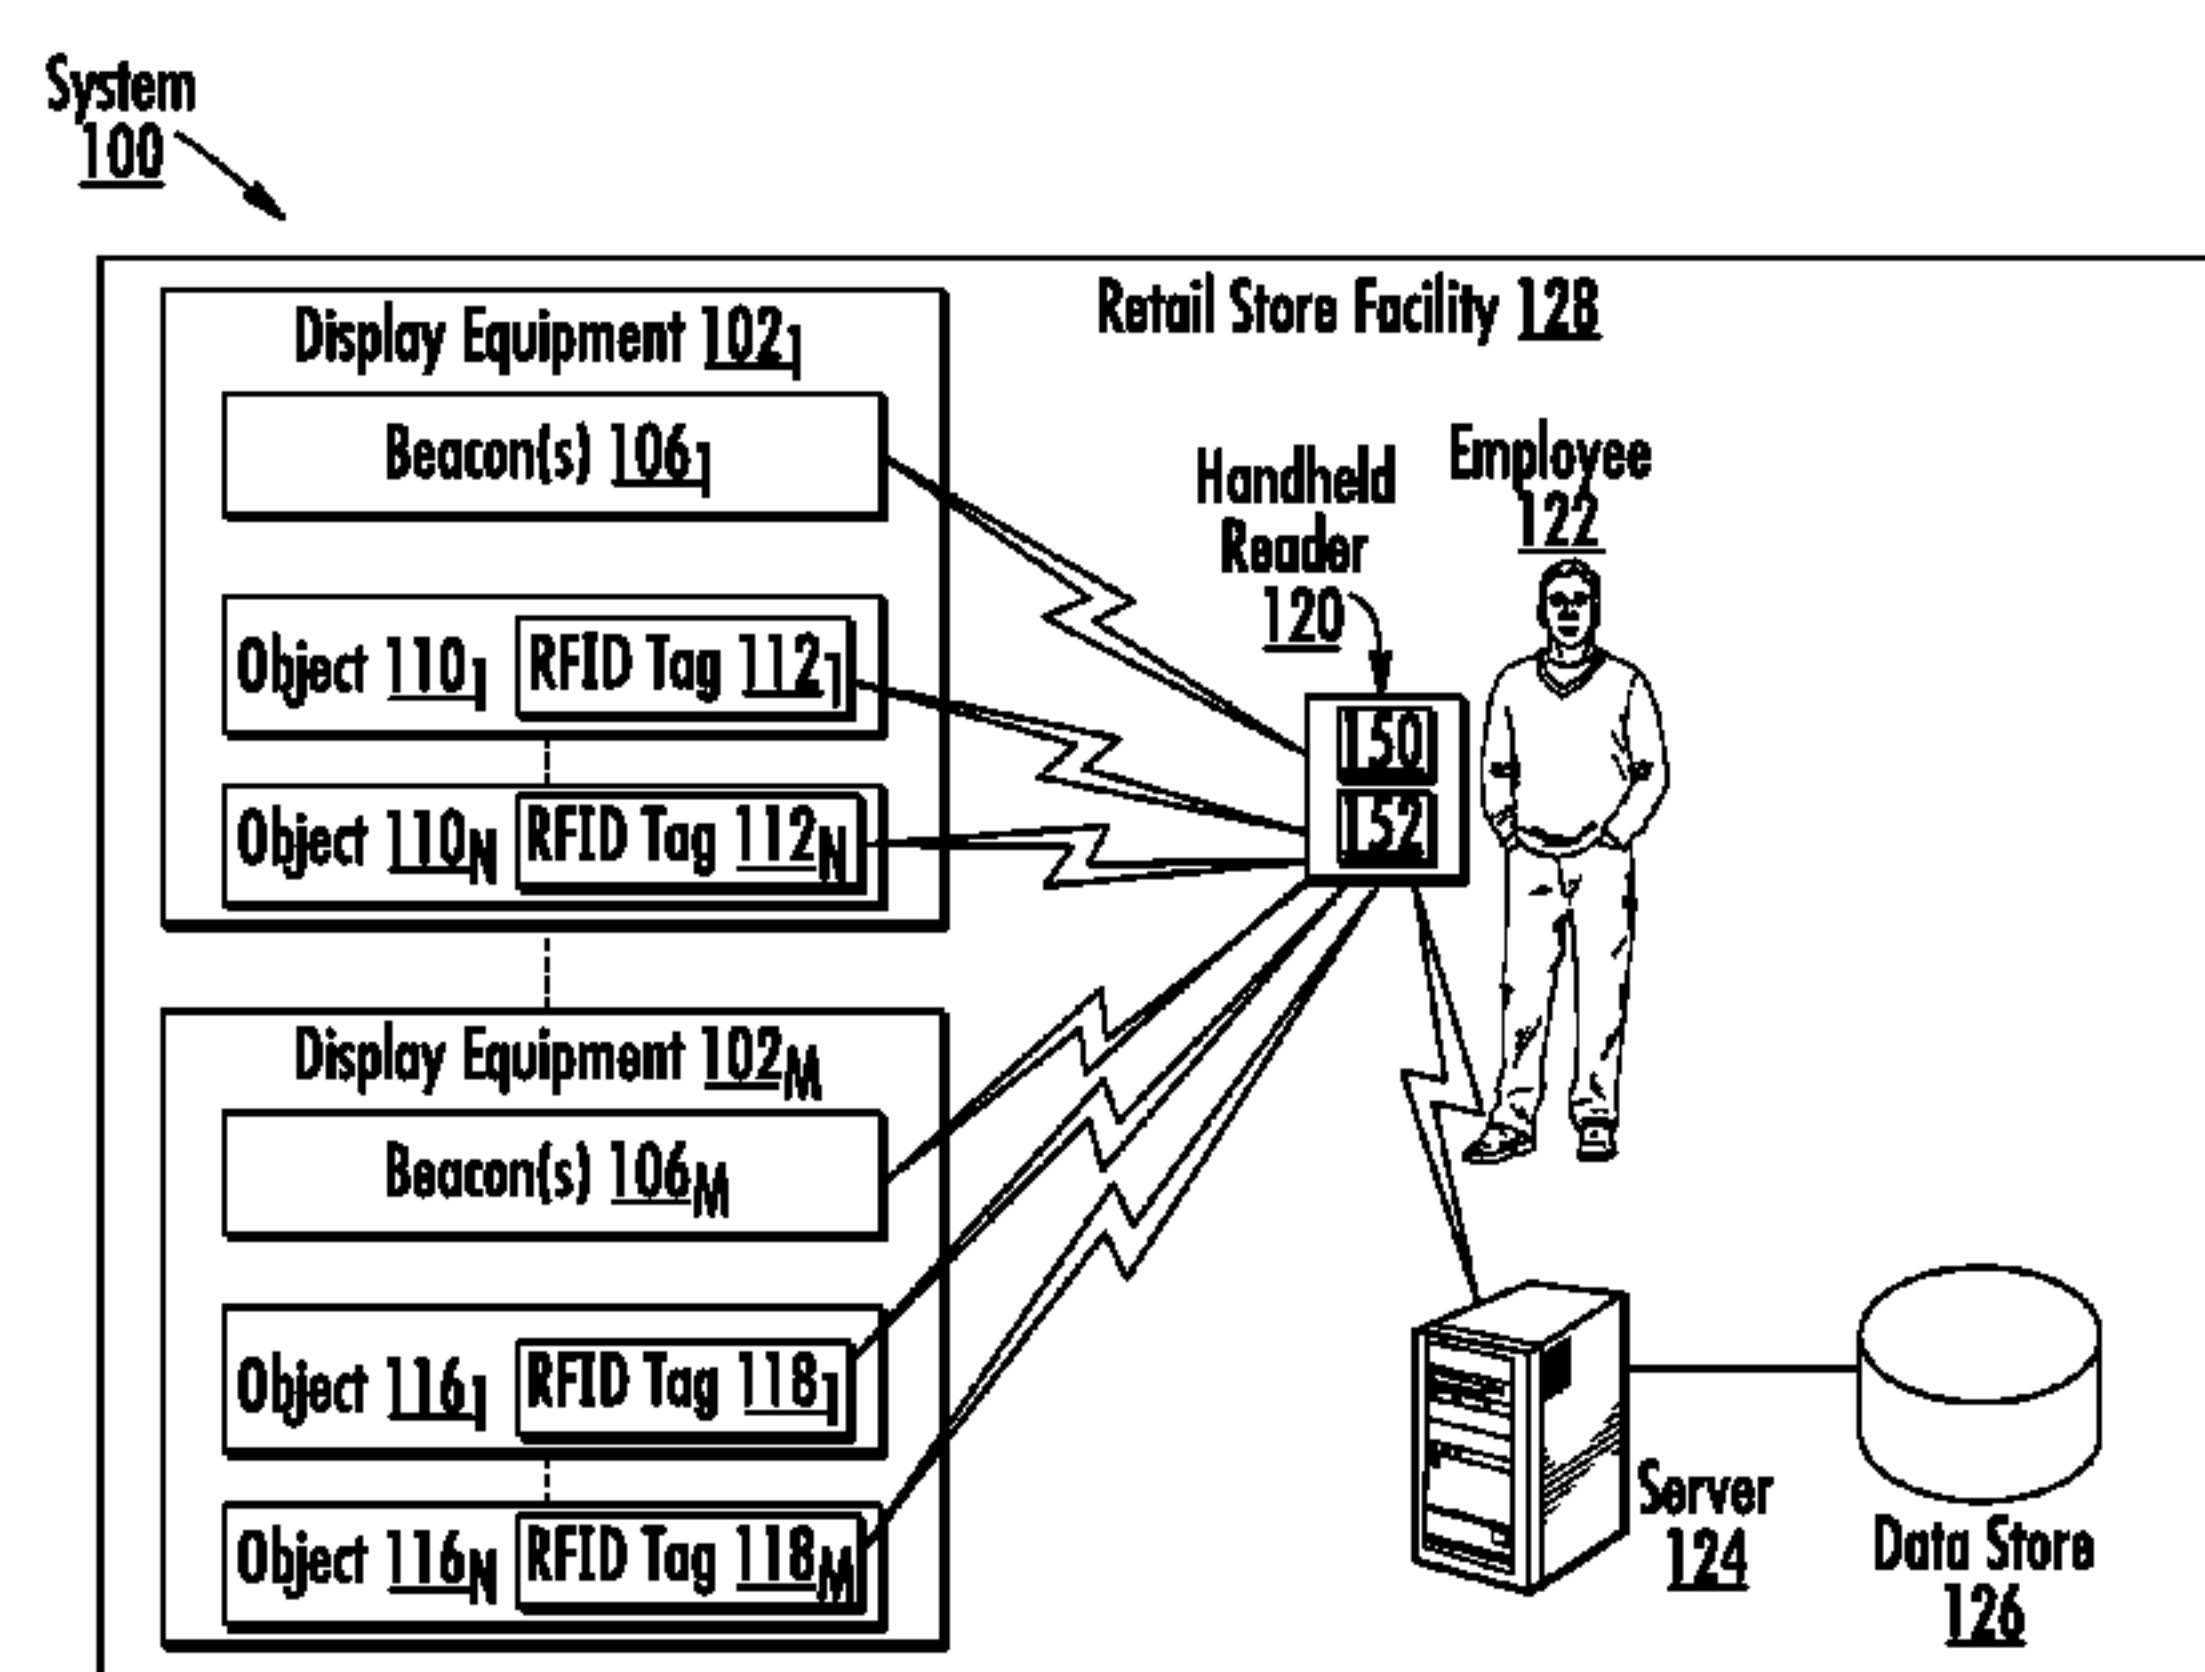 System
100
Retail Store Facility 128
Display Equipment 102₁
Beacon(s) 106₁
Object 110₁ RFID Tag 112₁
Object 110N RFID Tag 112N
Handheld
Reader
120
Employee
122
150
152
Display Equipment 102M
Beacon(s) 106M
Object 116₁ RFID Tag 118₁
Object 116N RFID Tag 118M
Server
124
Data Store
126